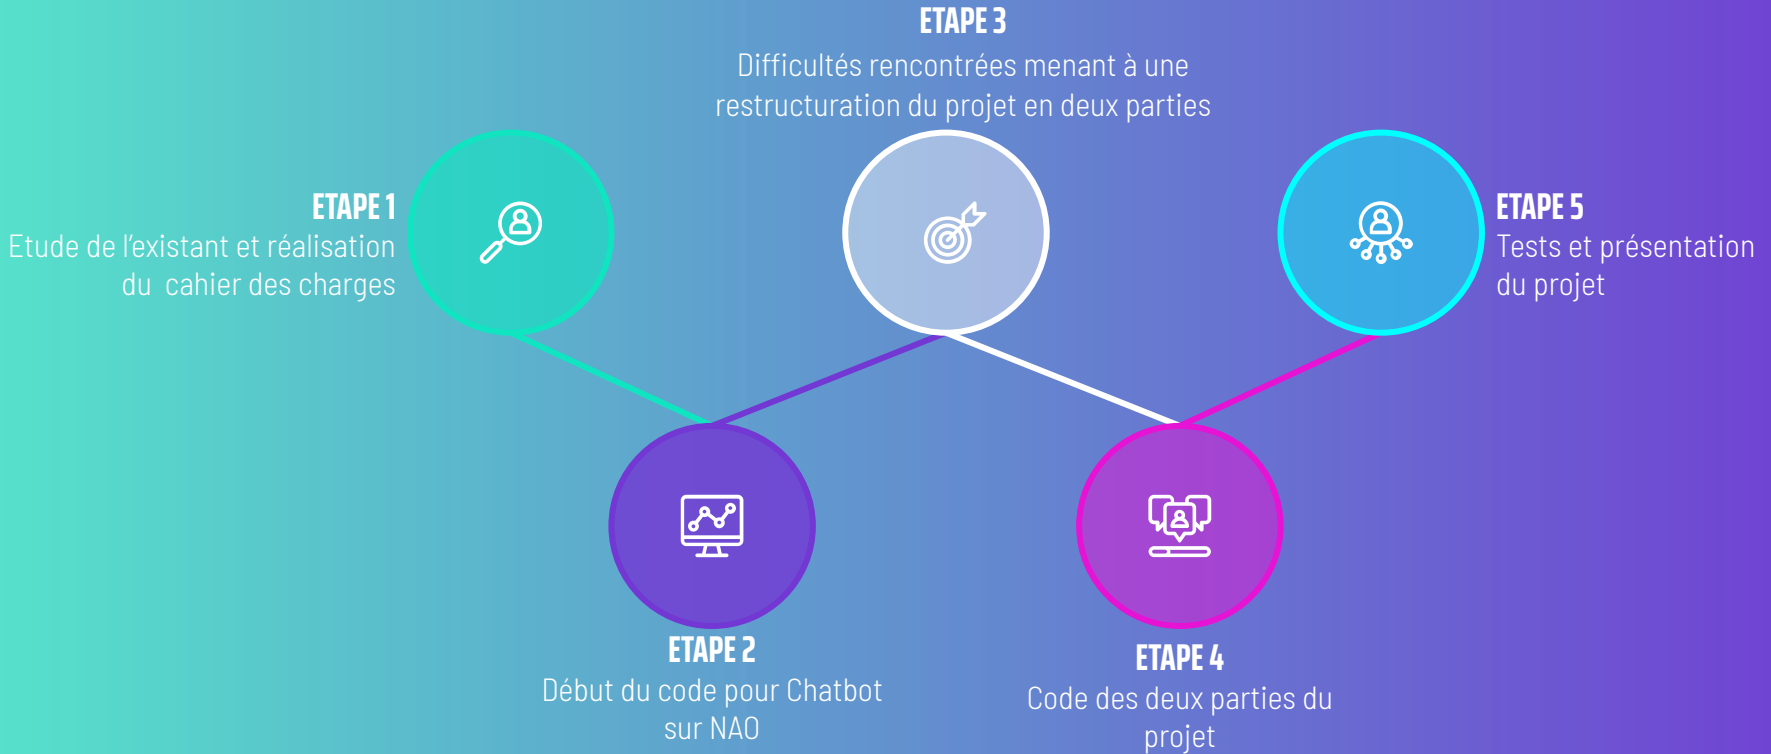 ETAPE 1
Etude de l'existant et réalisation
du cahier des charges
ETAPE 2
Début du code pour Chatbot
sur NAO
ETAPE 3
Difficultés rencontrées menant à une
restructuration du projet en deux parties
ETAPE 4
Code des deux parties du
projet
ETAPE 5
Tests et présentation
du projet